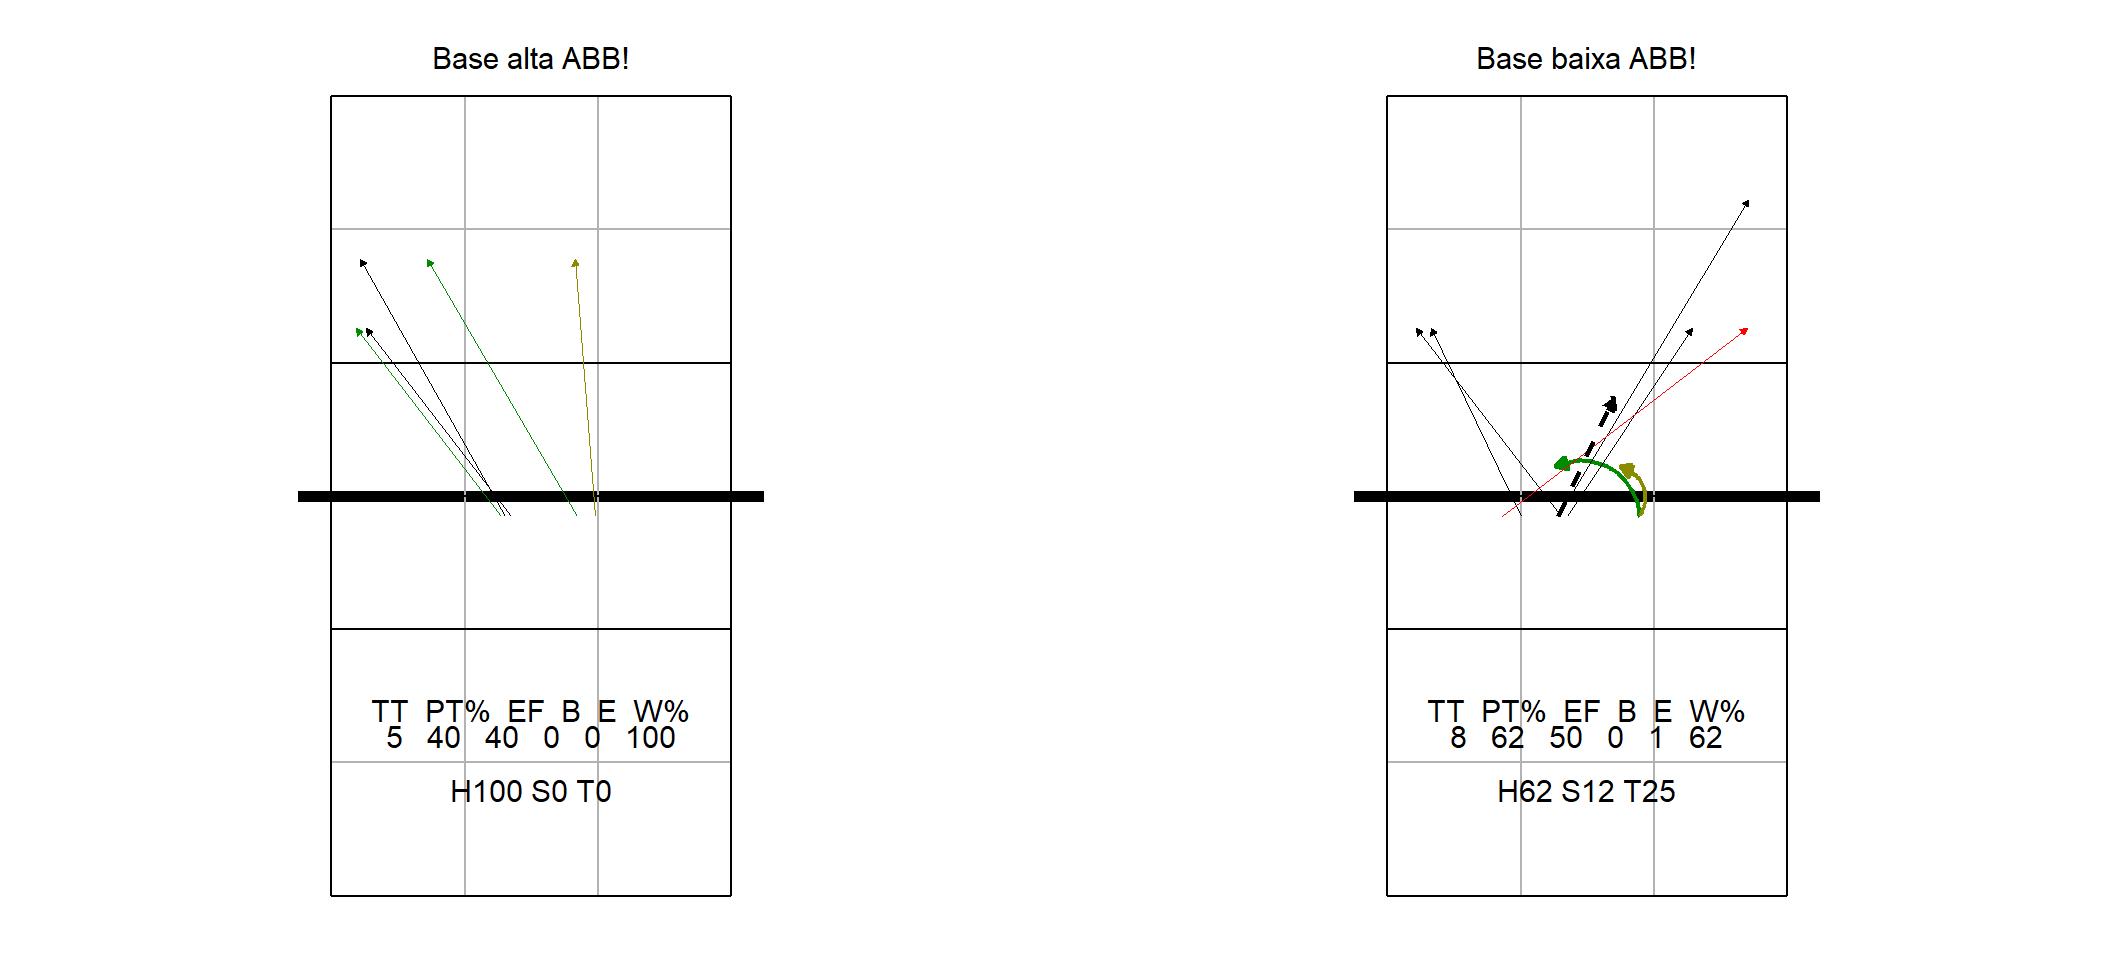 Base alta ABB!
TT PT% EF B E W%
5 40 40 0 0 100
H100 S0 T0
Base baixa ABB!
TT PT% EF B E W%
8 62 50 0 1 62
H62 S12 T25